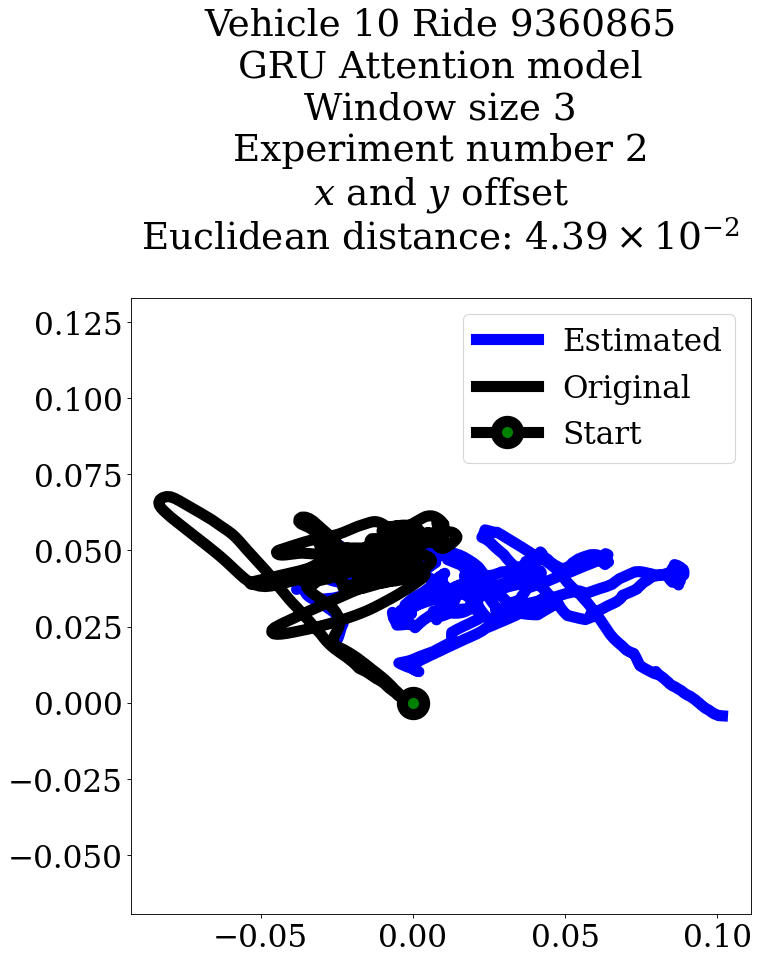 Vehicle 10 Ride 9360865
GRU Attention model
Window size 3
Experiment number 2
x and y offset
Euclidean distance: 4.39 × 10⁻²
Estimated
Original
Start
0.125
0.100
0.075
0.050
0.025
0.000
−0.025
−0.050
−0.05
0.00
0.05
0.10